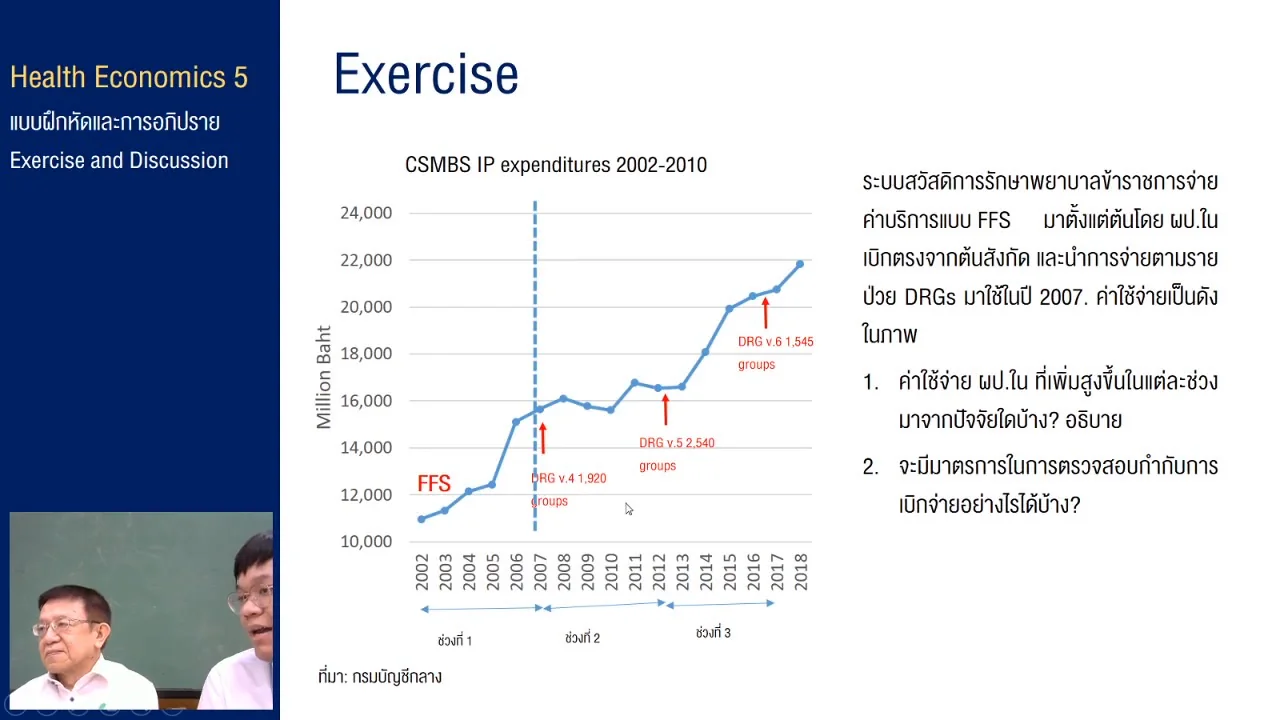 Health Economics 5
แบบฝึกหัดและการอภิปราย
Exercise and Discussion
Exercise
CSMBS IP expenditures 2002-2010
24,000
22,000
20,000
18,000
16,000
14,000
12,000
10,000
Million Baht
FFS
DRG v.4 1,920
groups
DRG v.5 2,540
groups
DRG v.6 1,545
groups
2002
2003
2004
2005
2006
2007
2008
2009
2010
2011
2012
2013
2014
2015
2016
2017
2018
ช่วงที่ 1
ช่วงที่ 2
ช่วงที่ 3
ที่มา: กรมบัญชีกลาง
ระบบสวัสดิการรักษาพยาบาลข้าราชการจ่าย
ค่าบริการแบบ FFS มาตั้งแต่ต้นโดย ผป.ใน
เบิกตรงจากต้นสังกัด และนำการจ่ายตามราย
ป่วย DRGs มาใช้ในปี 2007. ค่าใช้จ่ายเป็นดัง
ในภาพ
1. ค่าใช้จ่าย ผป.ใน ที่เพิ่มสูงขึ้นในแต่ละช่วง
มาจากปัจจัยใดบ้าง? อธิบาย
2. จะมีมาตรการในการตรวจสอบกำกับการ
เบิกจ่ายอย่างไรได้บ้าง?